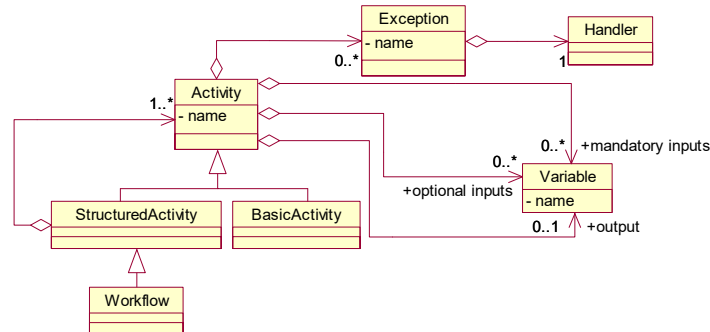 Exception
- name
0..*
Handler
1
Activity
- name
1..*
0..*
+mandatory inputs
0..*
+optional inputs
Variable
- name
0..1
+output
StructuredActivity
BasicActivity
Workflow